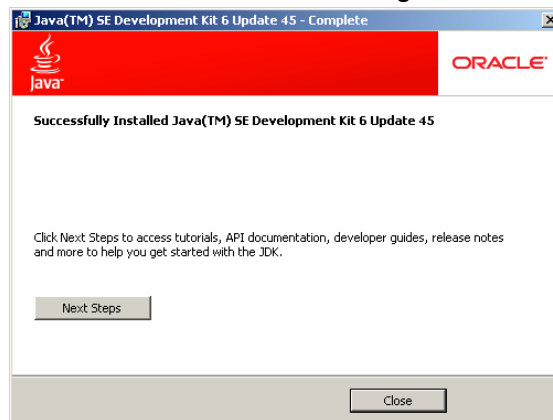 Java(TM) SE Development Kit 6 Update 45 - Complete
Java™
ORACLE®
Successfully Installed Java(TM) SE Development Kit 6 Update 45
Click Next Steps to access tutorials, API documentation, developer guides, release notes
and more to help you get started with the JDK.
Next Steps
Close